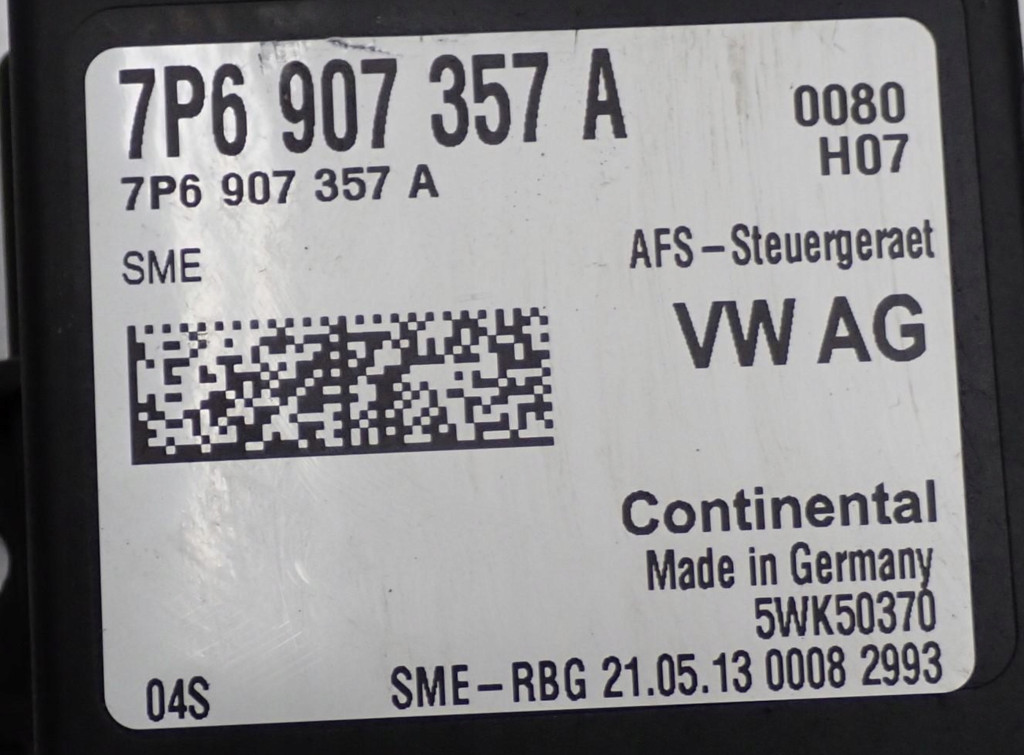 7P6 907 357 A
0080
7P6 907 357 A
H07
SME
AFS-Steuergeraet
VW AG
Continental
Made in Germany
5WK50370
04S
SME-RBG 21.05.13 0008 2993